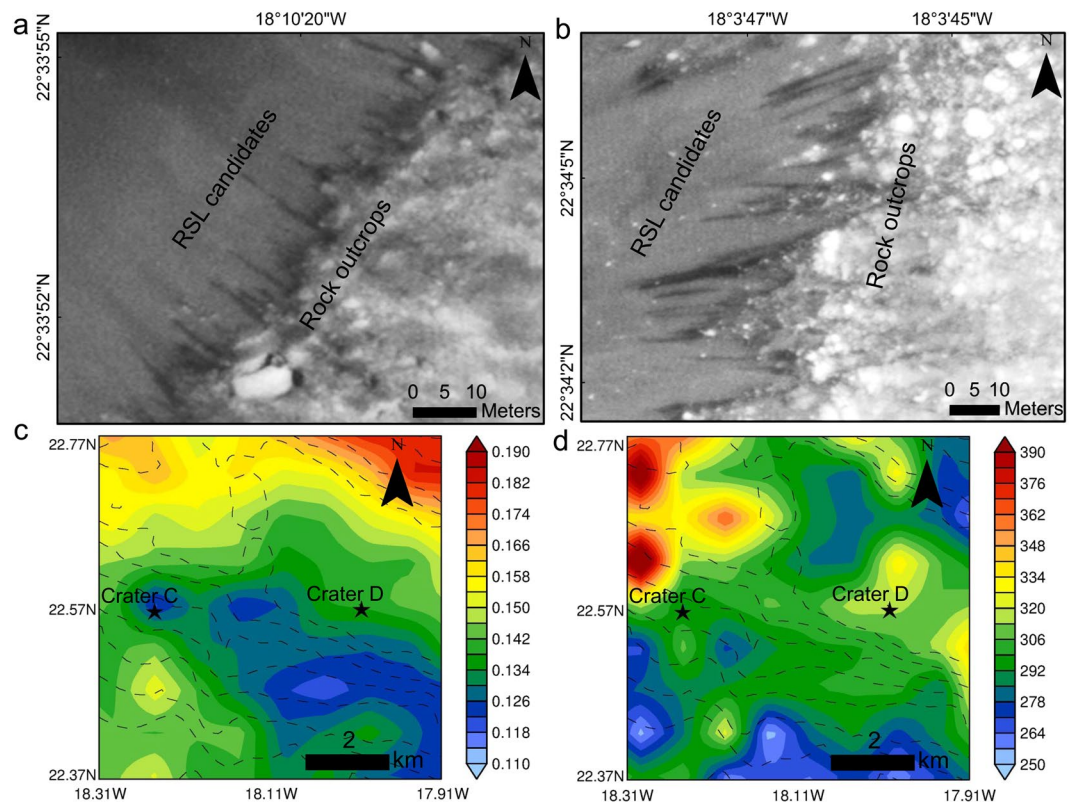 a
18°10'20"W
b
18°3'47"W
18°3'45"W
22°33'55"N
22°33'52"N
RSL candidates
Rock outcrops
N
0 5 10
Meters
22°34'5"N
22°34'2"N
RSL candidates
Rock outcrops
N
0 5 10
Meters
c
22.77N
22.57N
22.37N
18.31W
18.11W
17.91W
Crater C
Crater D
N
2
km
0.190
0.182
0.174
0.166
0.158
0.150
0.142
0.134
0.126
0.118
0.110
d
22.77N
22.57N
22.37N
18.31W
18.11W
17.91W
Crater C
Crater D
N
2
km
390
376
362
348
334
320
306
292
278
264
250